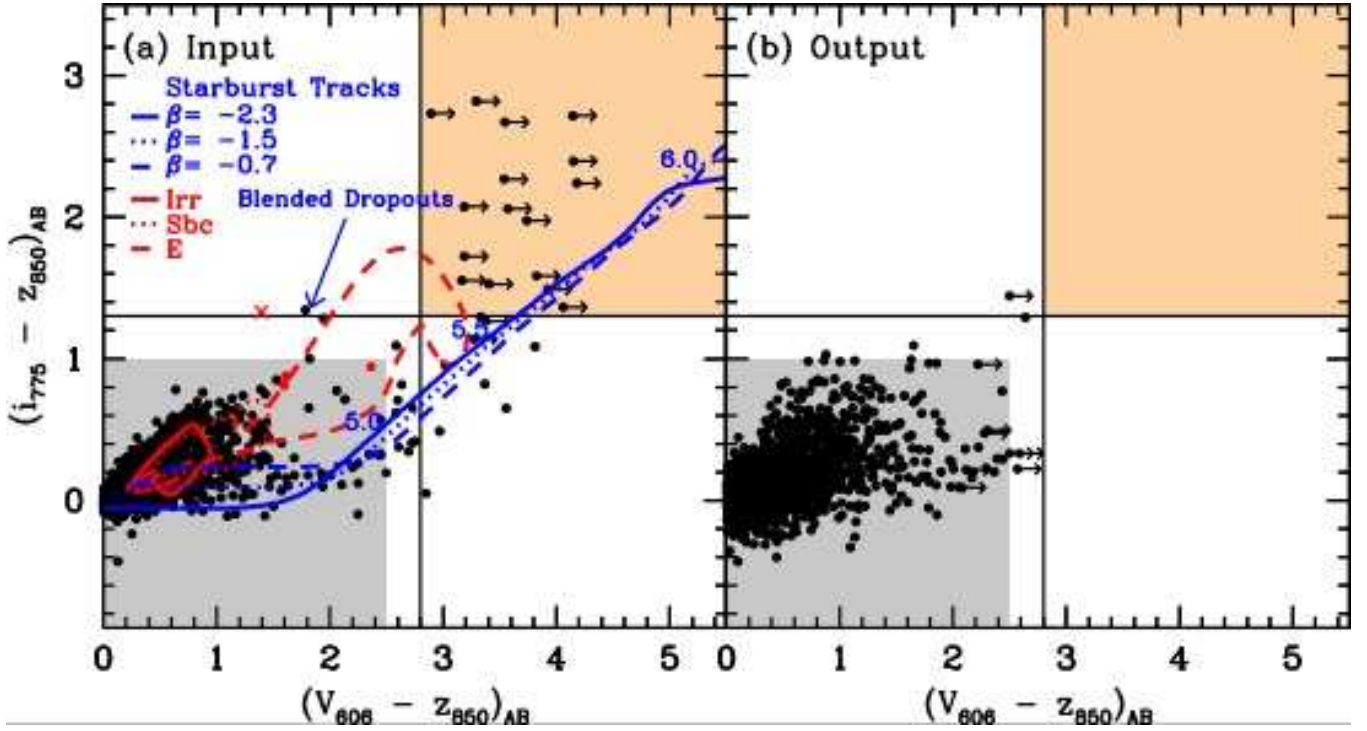 (a) Input
Starburst Tracks
β= -2.3
β= -1.5
β= -0.7
Irr
Sbc
E
Blended Dropouts
6.0
5.5
5.0
3
2
1
0
(i775 - z850)AB
0 1 2 3 4 5
(V606 - z850)AB
(b) Output
0 1 2 3 4 5
(V606 - z850)AB